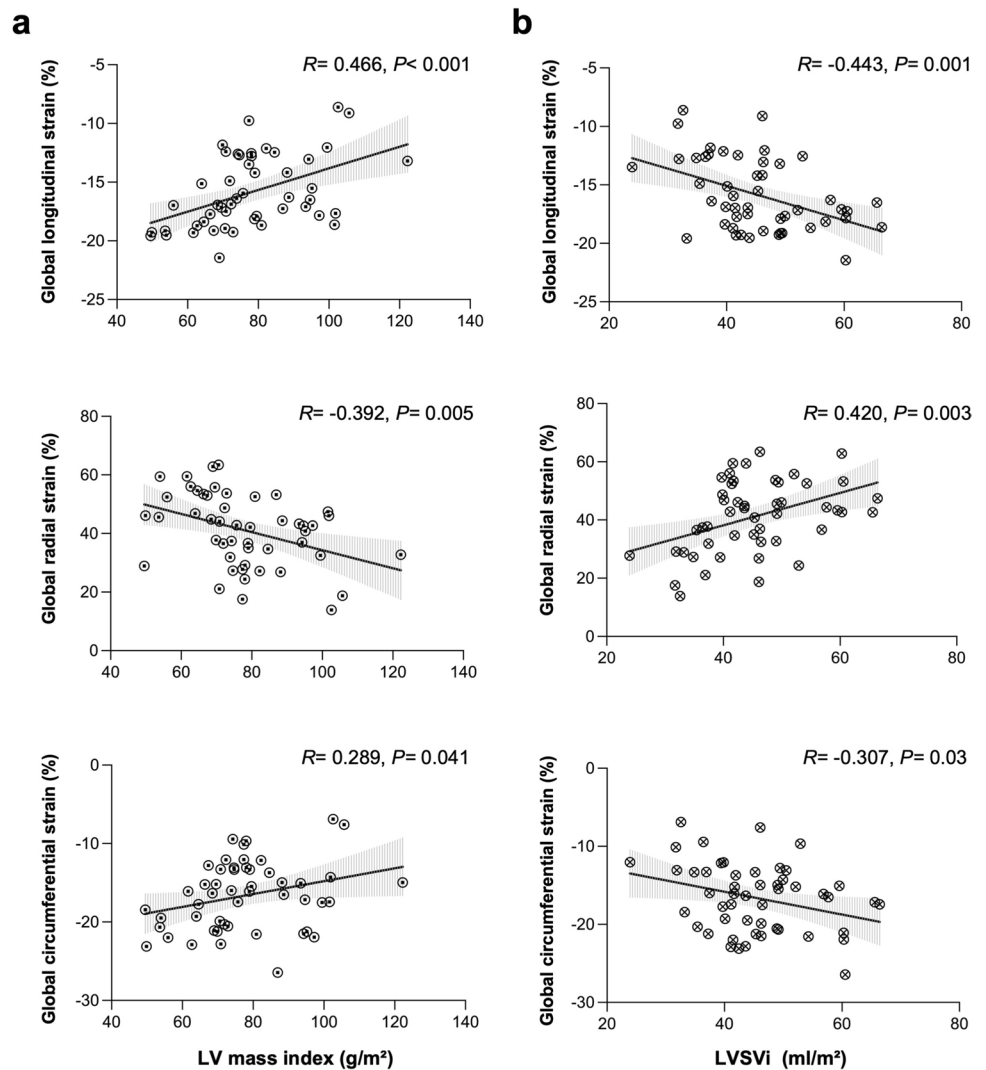 a
b
R= 0.466, P< 0.001
Global longitudinal strain (%)
-5
-10
-15
-20
-25
40 60 80 100 120 140
R= -0.443, P= 0.001
Global longitudinal strain (%)
-5
-10
-15
-20
-25
20 40 60 80
R= -0.392, P= 0.005
Global radial strain (%)
80
60
40
20
0
40 60 80 100 120 140
R= 0.420, P= 0.003
Global radial strain (%)
80
60
40
20
0
20 40 60 80
R= 0.289, P= 0.041
Global circumferential strain (%)
0
-10
-20
-30
40 60 80 100 120 140
LV mass index (g/m²)
R= -0.307, P= 0.03
Global circumferential strain (%)
0
-10
-20
-30
20 40 60 80
LVSVi (ml/m²)